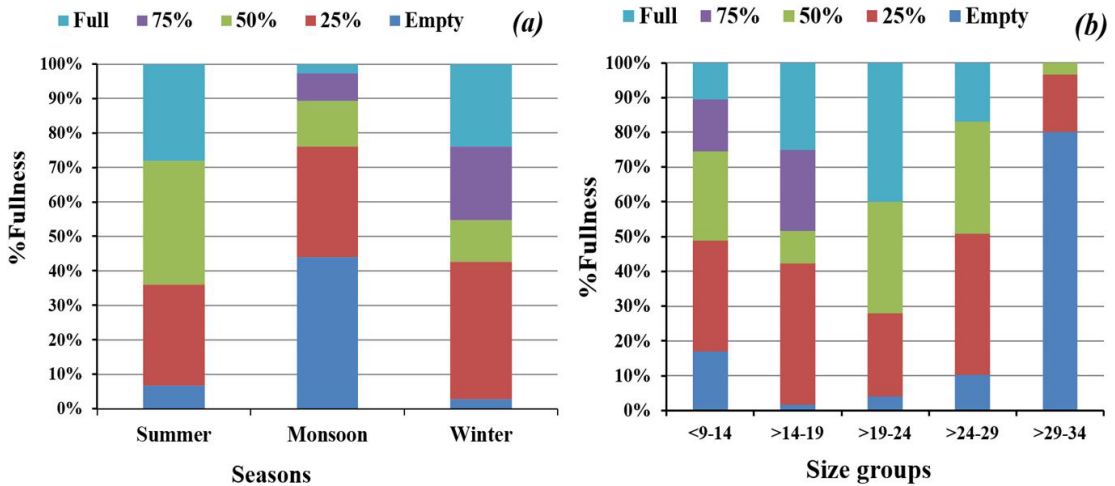 Full 75% 50% 25% Empty (a)
%Fullness
100%
90%
80%
70%
60%
50%
40%
30%
20%
10%
0%
Summer Monsoon Winter
Seasons
Full 75% 50% 25% Empty (b)
%Fullness
100%
90%
80%
70%
60%
50%
40%
30%
20%
10%
0%
<9-14 >14-19 >19-24 >24-29 >29-34
Size groups